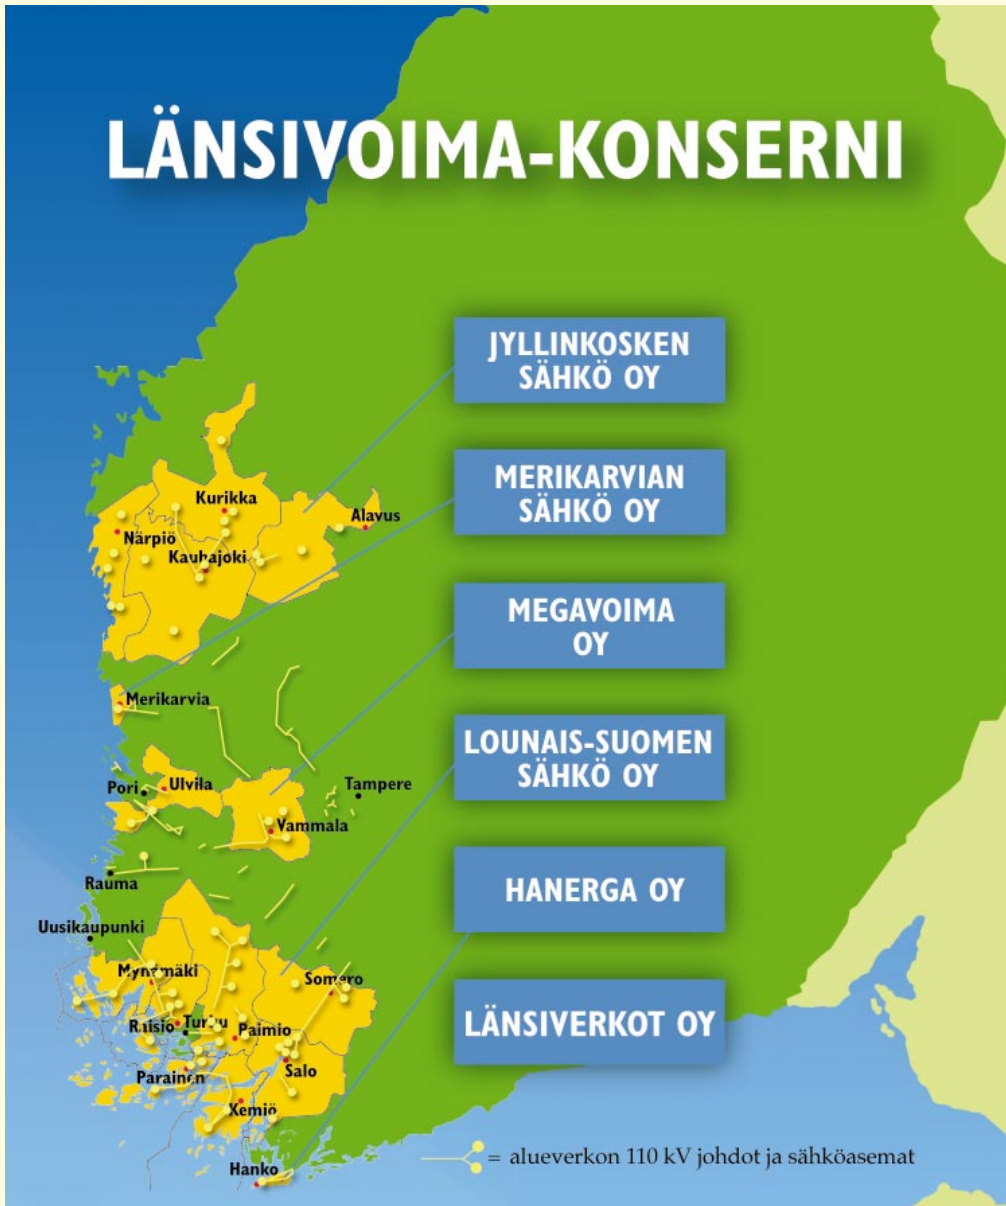 LÄNSIVOIMA-KONSERNI
JYLLINKOSKEN
SÄHKÖ OY
MERIKARVIAN
SÄHKÖ OY
MEGAVOIMA
OY
LOUNAIS-SUOMEN
SÄHKÖ OY
HANERGA OY
LÄNSIVERKOT OY
Kurikka
Alavus
Närpiö
Kauhajoki
Merikarvia
Pori
Ulvila
Tampere
Vammala
Rauma
Uusikaupunki
Mynämäki
Somero
Raisio
Turku
Paimio
Parainen
Salo
Kemiö
Hanko
= alueverkon 110 kV johdot ja sähköasemat